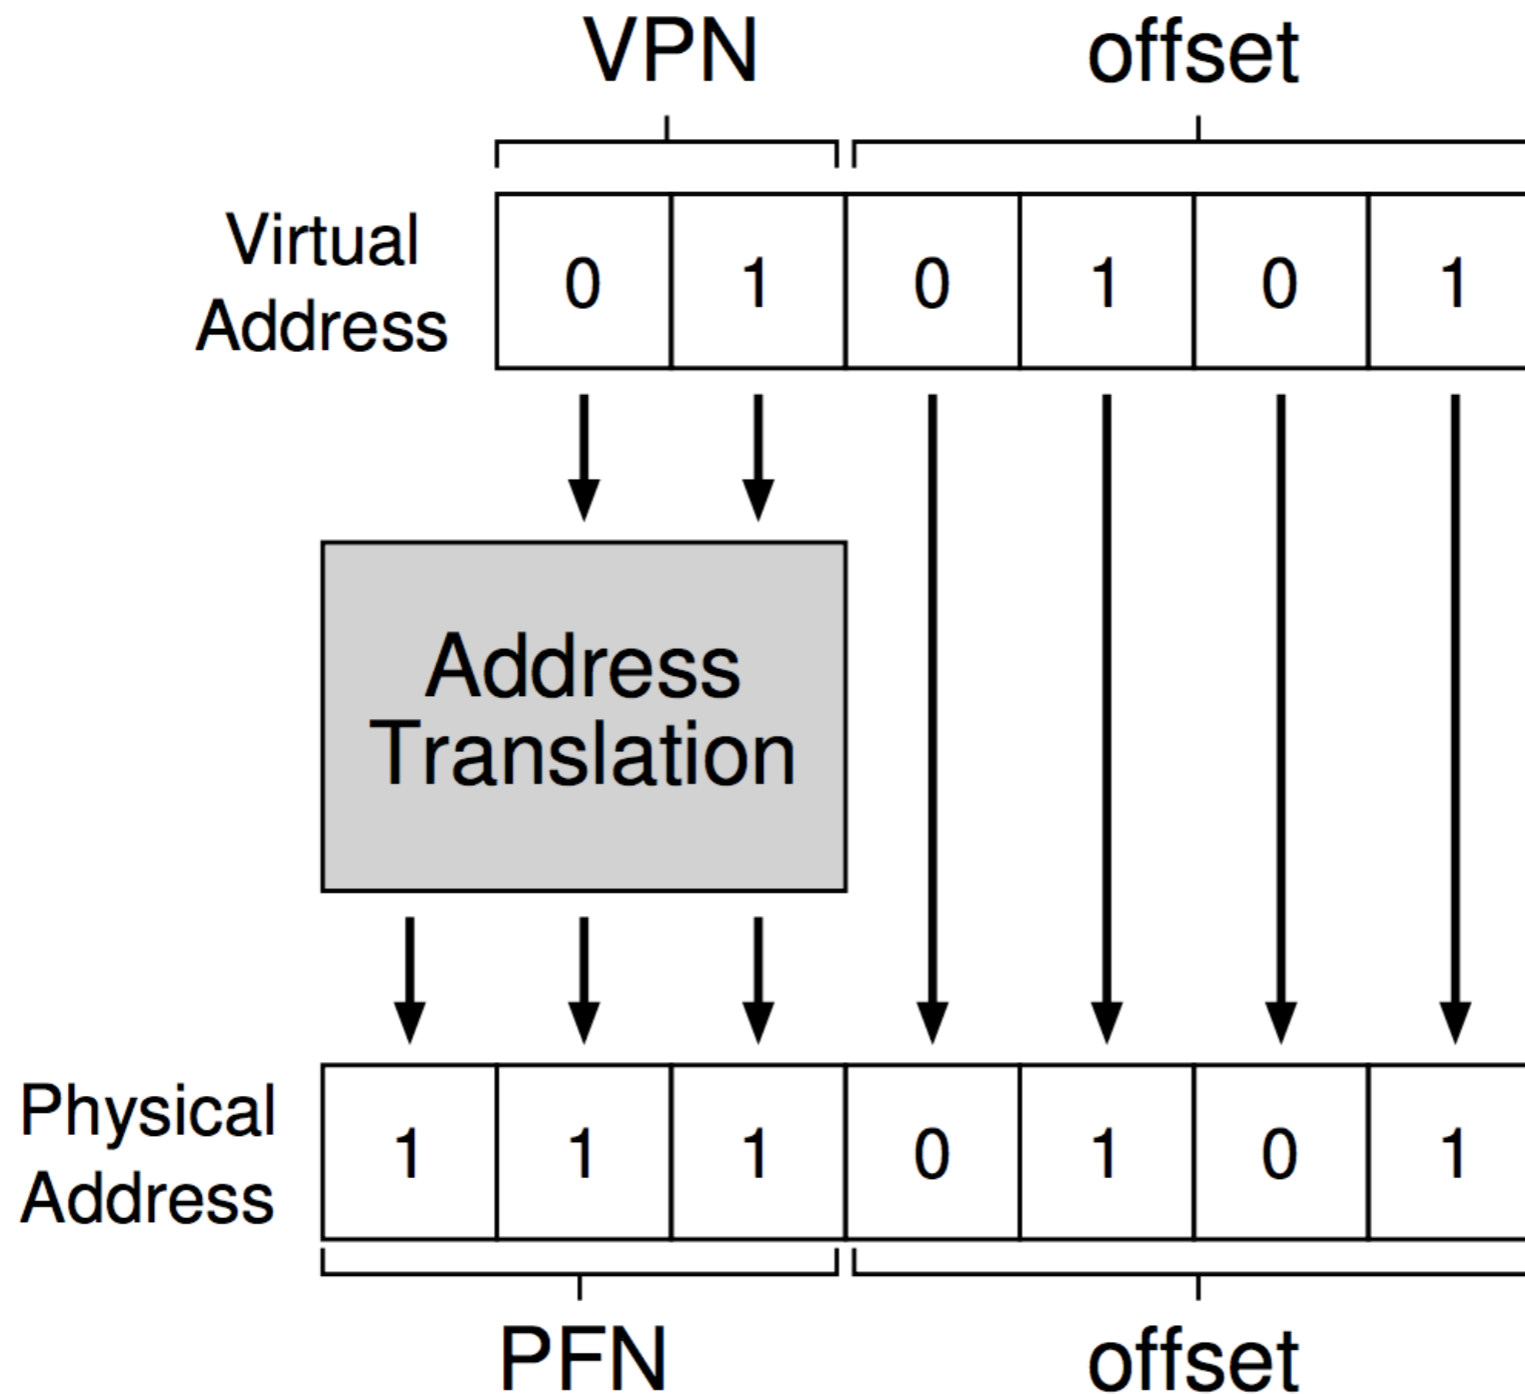 VPN offset
Virtual
Address
0 1 0 1 0 1
Address
Translation
Physical
Address
1 1 1 0 1 0 1
PFN offset